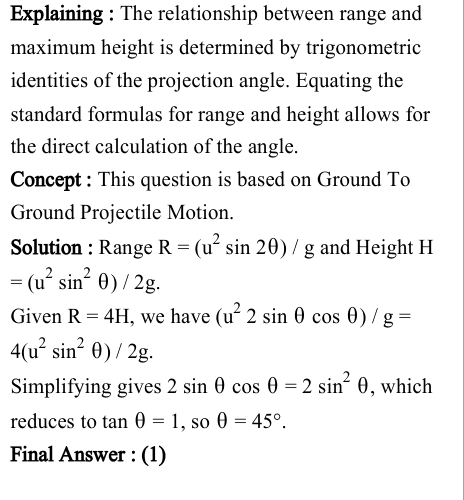 Explaining : The relationship between range and
maximum height is determined by trigonometric
identities of the projection angle. Equating the
standard formulas for range and height allows for
the direct calculation of the angle.
Concept : This question is based on Ground To
Ground Projectile Motion.
Solution : Range R = (u² sin 2θ) / g and Height H
= (u² sin² θ) / 2g.
Given R = 4H, we have (u² 2 sin θ cos θ) / g =
4(u² sin² θ) / 2g.
Simplifying gives 2 sin θ cos θ = 2 sin² θ, which
reduces to tan θ = 1, so θ = 45°.
Final Answer : (1)